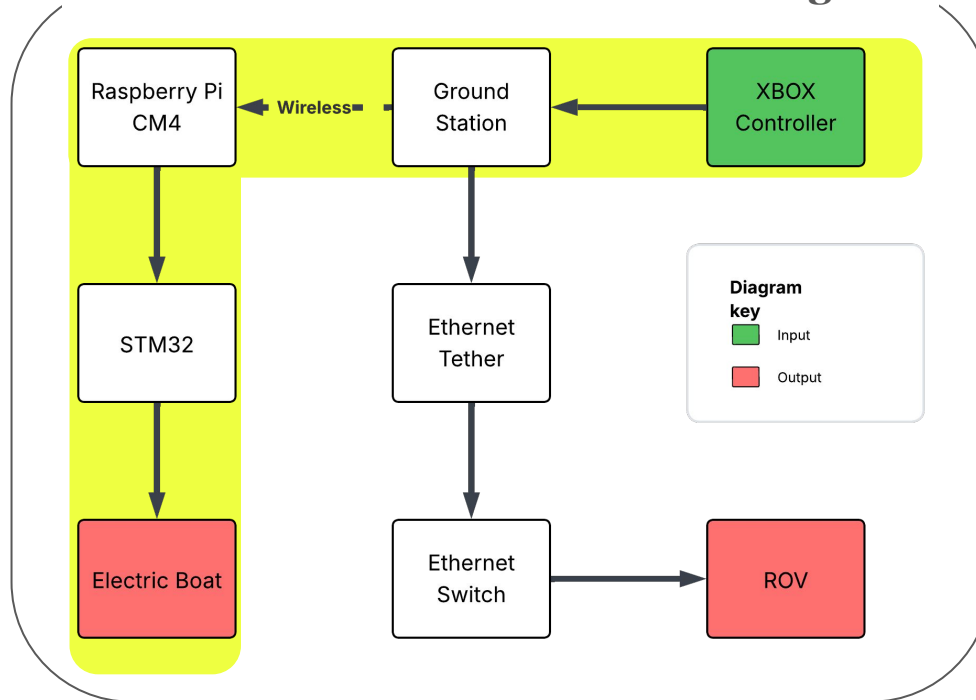 Raspberry Pi
CM4
Wireless
Ground
Station
XBOX
Controller
STM32
Ethernet
Tether
Diagram
key
Input
Output
Electric Boat
Ethernet
Switch
ROV